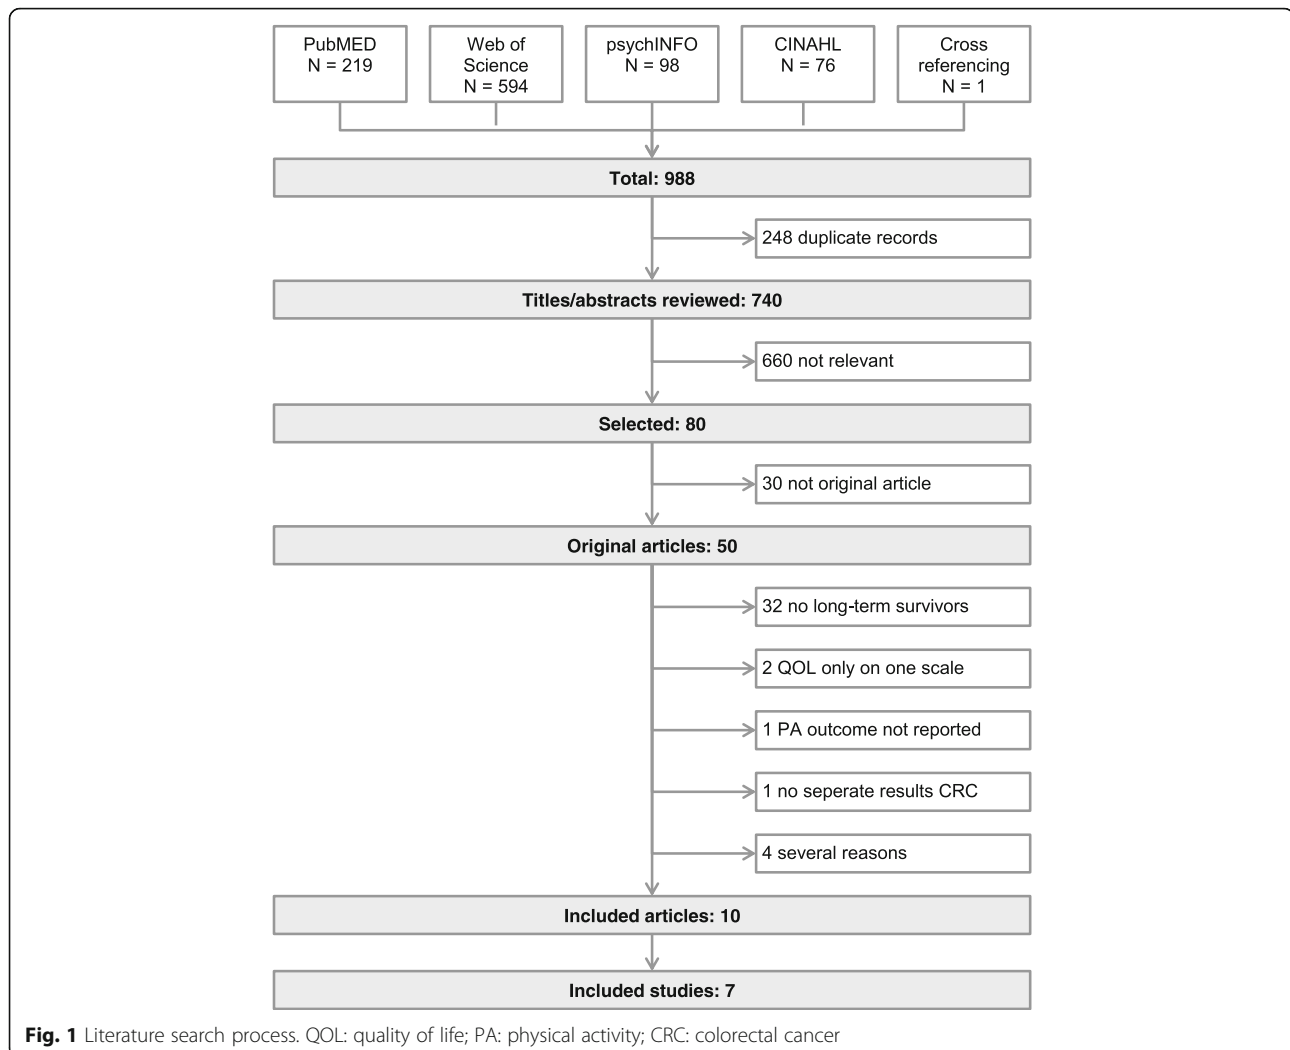 PubMED
N = 219
Web of
Science
N = 594
psychINFO
N = 98
CINAHL
N = 76
Cross
referencing
N = 1
Total: 988
248 duplicate records
Titles/abstracts reviewed: 740
660 not relevant
Selected: 80
30 not original article
Original articles: 50
32 no long-term survivors
2 QOL only on one scale
1 PA outcome not reported
1 no seperate results CRC
4 several reasons
Included articles: 10
Included studies: 7
Fig. 1 Literature search process. QOL: quality of life; PA: physical activity; CRC: colorectal cancer